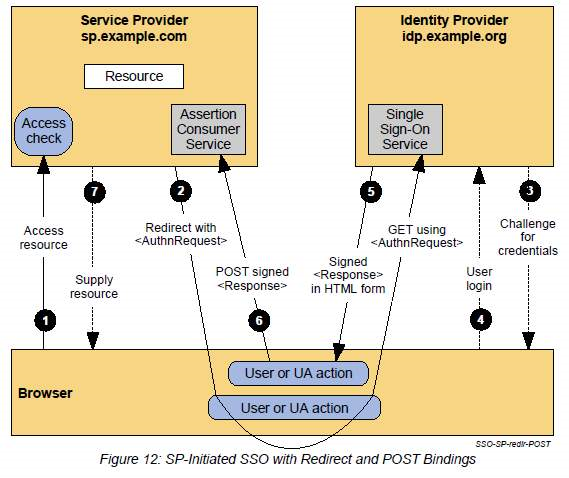 Service Provider
sp.example.com
Identity Provider
idp.example.org
Resource
Access
check
Assertion
Consumer
Service
Single
Sign-On
Service
7
2
5
3
Access
resource
Redirect with
<AuthnRequest>
GET using
<AuthnRequest>
Challenge
for
credentials
Supply
resource
POST signed
<Response>
Signed
<Response>
in HTML form
User
login
1
6
4
User or UA action
Browser
User or UA action
SSO-SP-redir-POST
Figure 12: SP-Initiated SSO with Redirect and POST Bindings